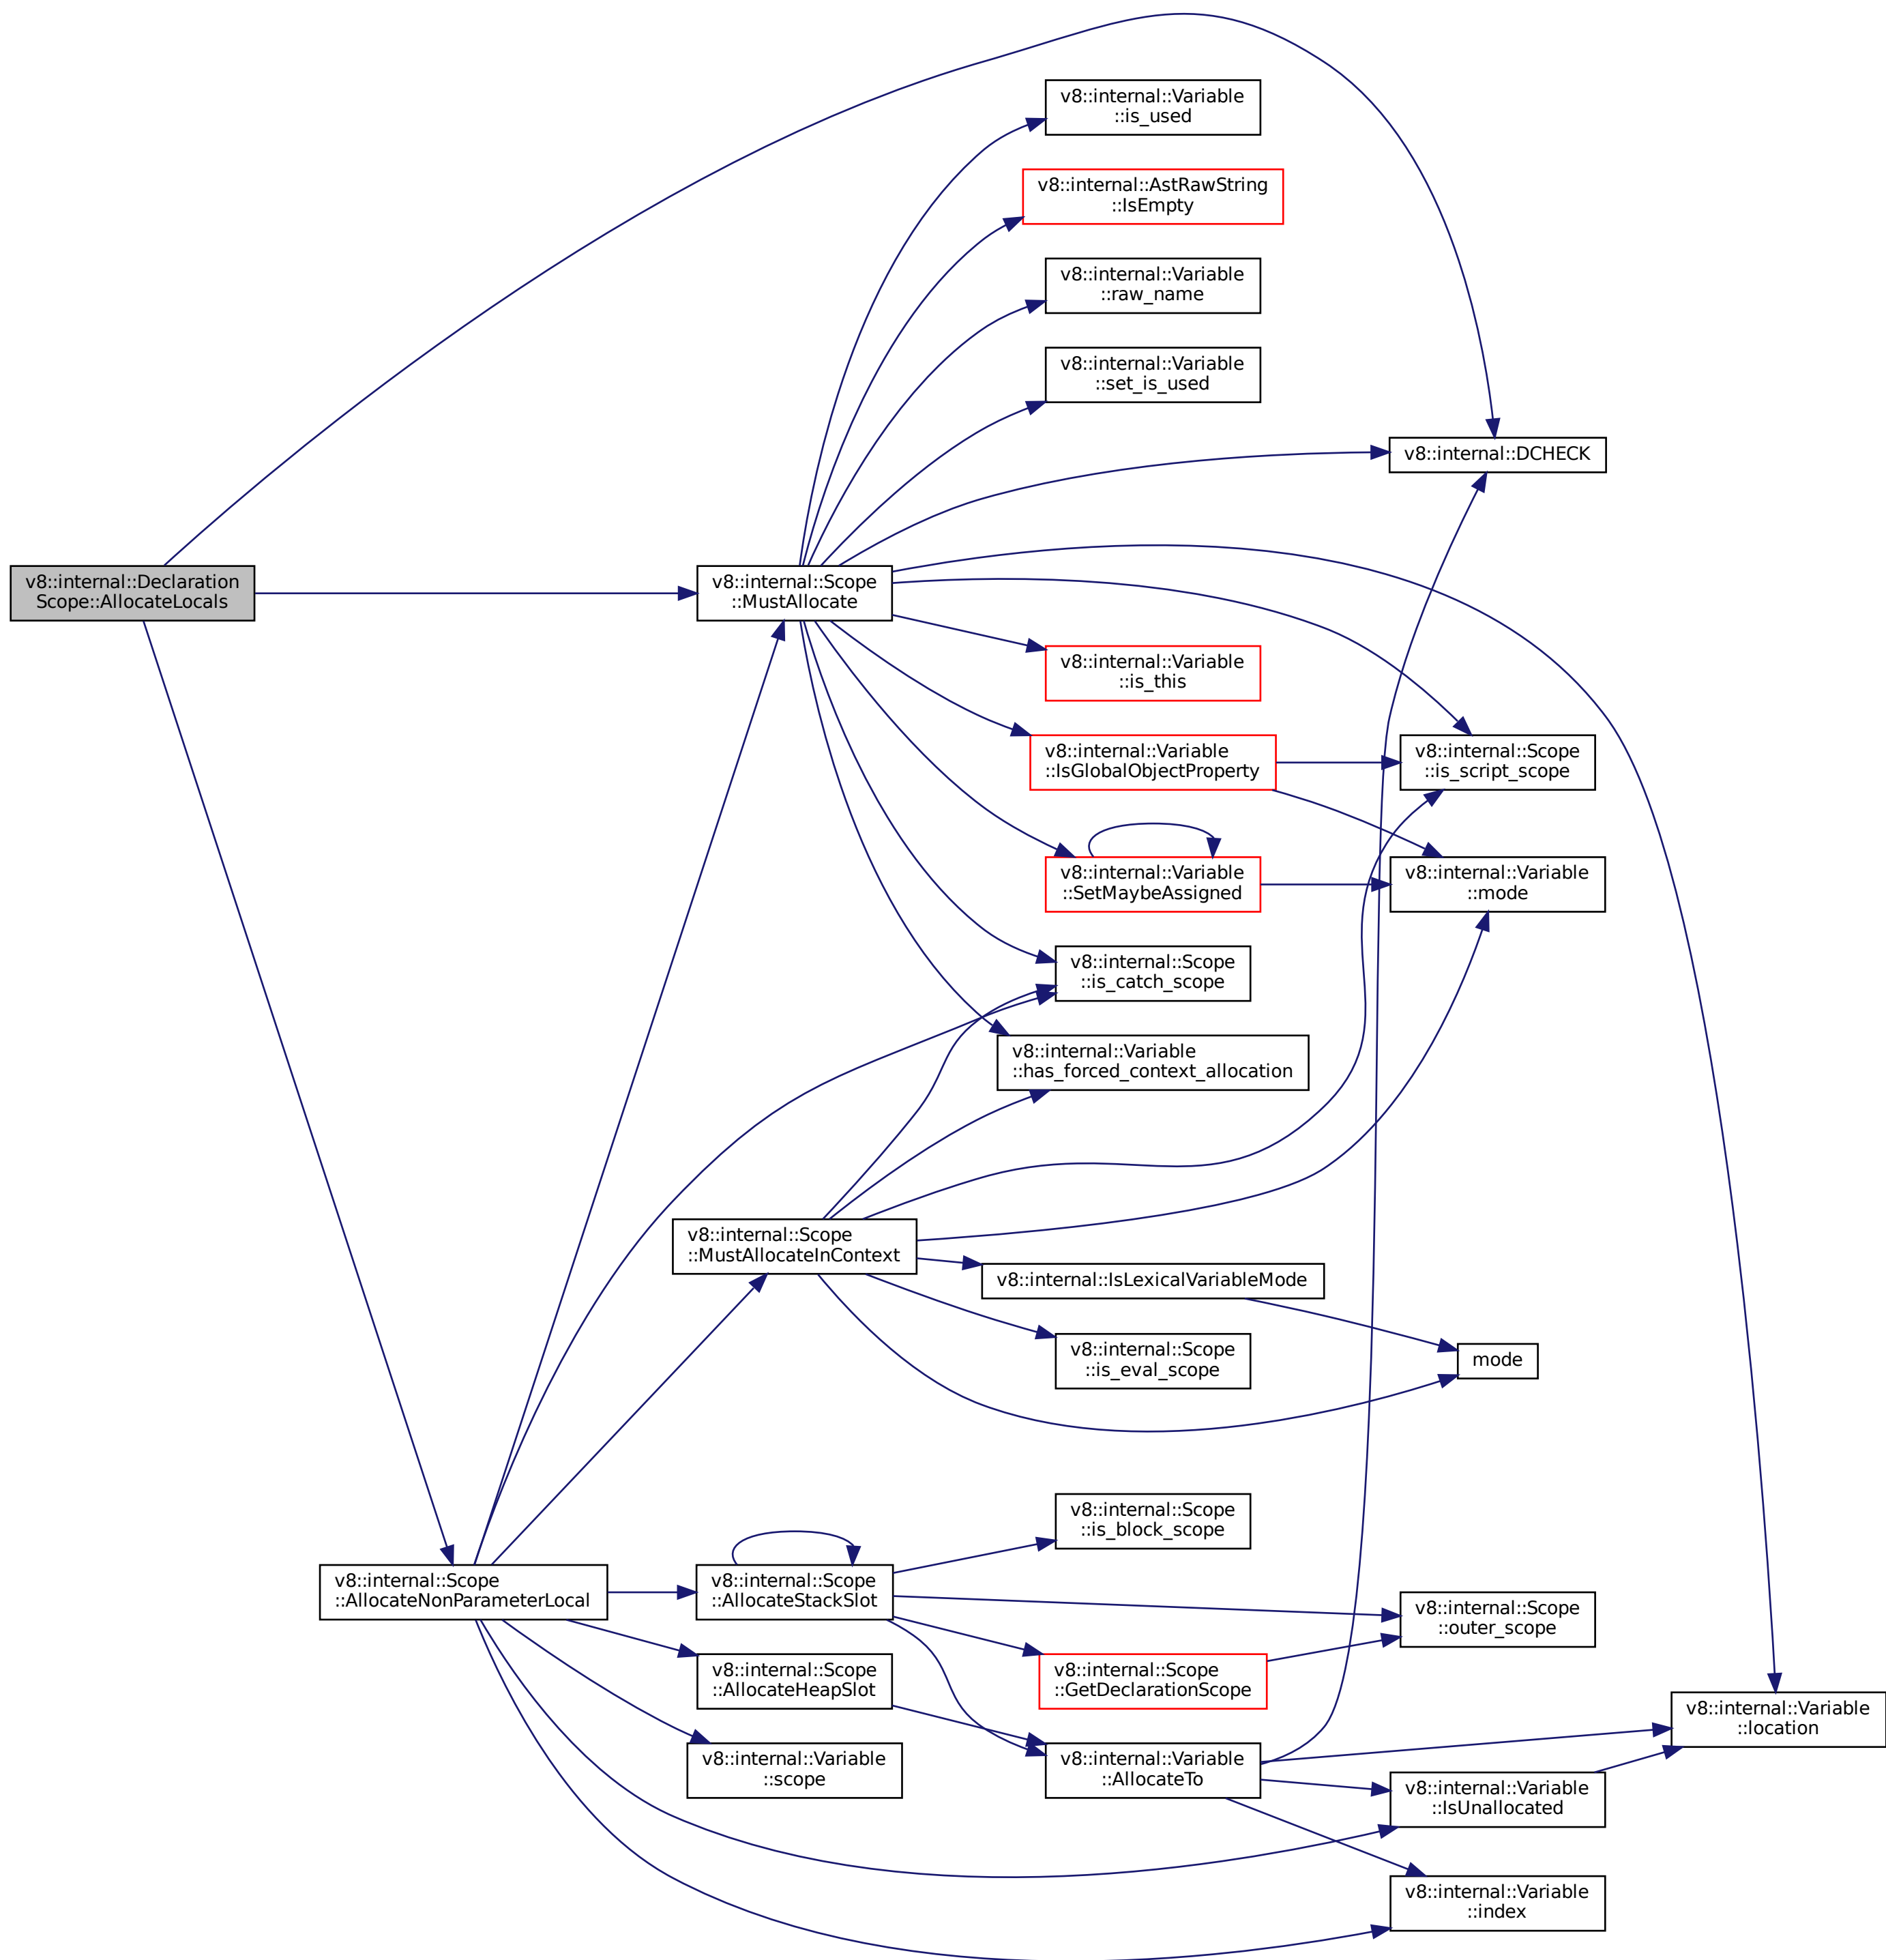 v8::internal::Variable
::is_used
v8::internal::AstRawString
::IsEmpty
v8::internal::Variable
::raw_name
v8::internal::Variable
::set_is_used
v8::internal::DCHECK
v8::internal::Declaration
Scope::AllocateLocals
v8::internal::Scope
::MustAllocate
v8::internal::Variable
::is_this
v8::internal::Variable
::IsGlobalObjectProperty
v8::internal::Scope
::is_script_scope
v8::internal::Variable
::SetMaybeAssigned
v8::internal::Variable
::mode
v8::internal::Scope
::is_catch_scope
v8::internal::Variable
::has_forced_context_allocation
v8::internal::Scope
::MustAllocateInContext
v8::internal::IsLexicalVariableMode
v8::internal::Scope
::is_eval_scope
mode
v8::internal::Scope
::is_block_scope
v8::internal::Scope
::AllocateNonParameterLocal
v8::internal::Scope
::AllocateStackSlot
v8::internal::Scope
::outer_scope
v8::internal::Scope
::AllocateHeapSlot
v8::internal::Scope
::GetDeclarationScope
v8::internal::Variable
::location
v8::internal::Variable
::scope
v8::internal::Variable
::AllocateTo
v8::internal::Variable
::IsUnallocated
v8::internal::Variable
::index